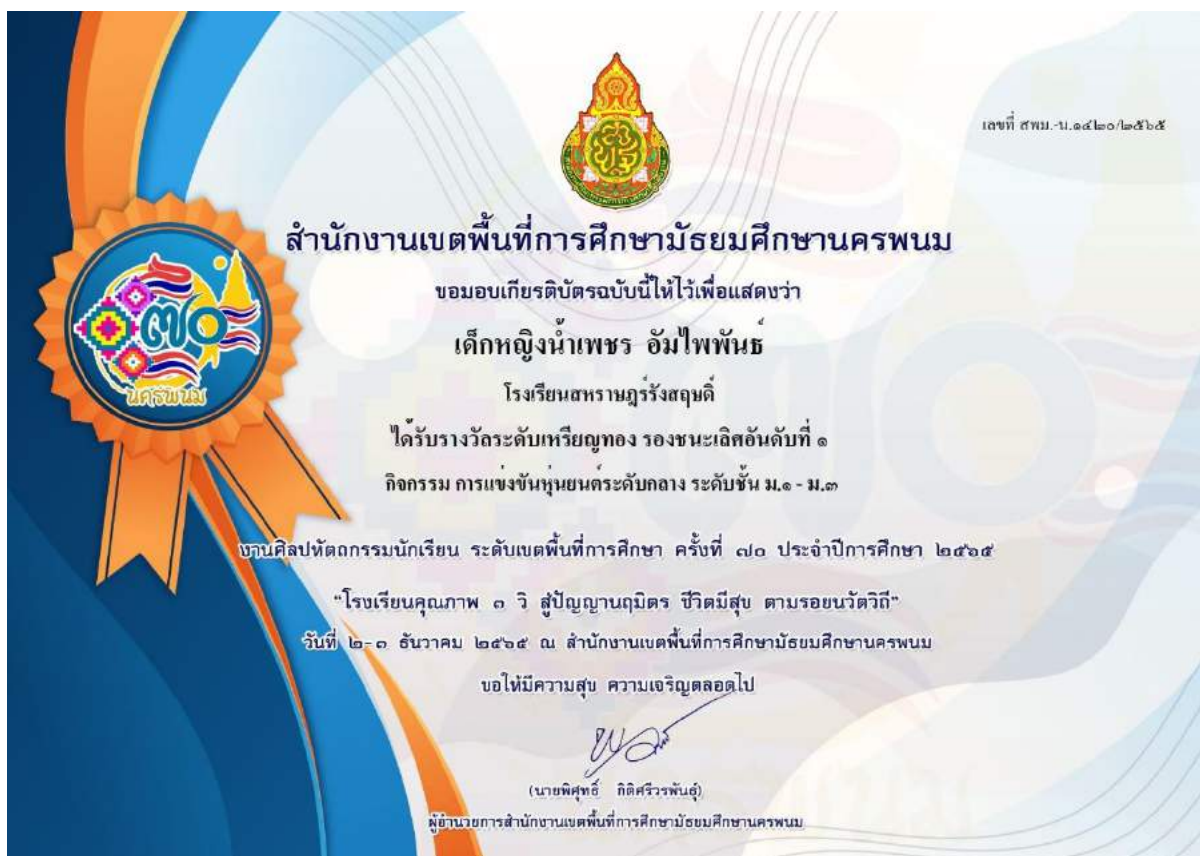 เลขที่ สพม.-น.๑๔๒๐/๒๕๖๕
สำนักงานเขตพื้นที่การศึกษามัธยมศึกษานครพนม
ขอมอบเกียรติบัตรฉบับนี้ให้ไว้เพื่อแสดงว่า
เด็กหญิงน้ำเพชร อัมไพพันธ์
โรงเรียนสหราษฎร์รังสฤษดิ์
ได้รับรางวัลระดับเหรียญทอง รองชนะเลิศอันดับที่ ๑
กิจกรรม การแข่งขันหุ่นยนต์ระดับกลาง ระดับชั้น ม.๑ - ม.๓
๗๐
นครพนม
งานศิลปหัตถกรรมนักเรียน ระดับเขตพื้นที่การศึกษา ครั้งที่ ๗๐ ประจำปีการศึกษา ๒๕๖๕
"โรงเรียนคุณภาพ ๓ วิ สู่ปัญญานฤมิตร ชีวิตมีสุข ตามรอยนวัตวิถี"
วันที่ ๒-๓ ธันวาคม ๒๕๖๕ ณ สำนักงานเขตพื้นที่การศึกษามัธยมศึกษานครพนม
ขอให้มีความสุข ความเจริญตลอดไป
(นายพิศุทธิ์ กิติศรีวรพันธุ์)
ผู้อำนวยการสำนักงานเขตพื้นที่การศึกษามัธยมศึกษานครพนม